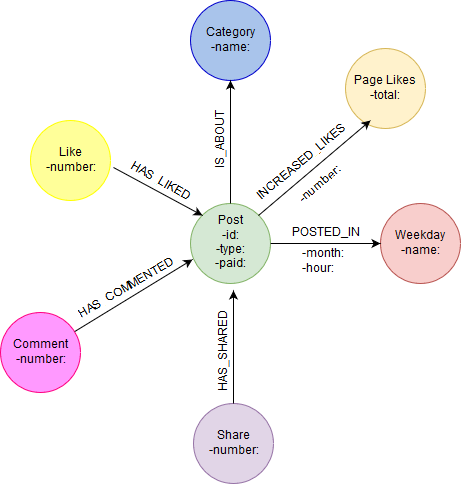 Category
-name:
Page Likes
-total:
IS_ABOUT
INCREASED_LIKES
-number:
Like
-number:
HAS_LIKED
Post
-id:
-type:
-paid:
POSTED_IN
-month:
-hour:
Weekday
-name:
HAS_COMMENTED
Comment
-number:
HAS_SHARED
Share
-number: